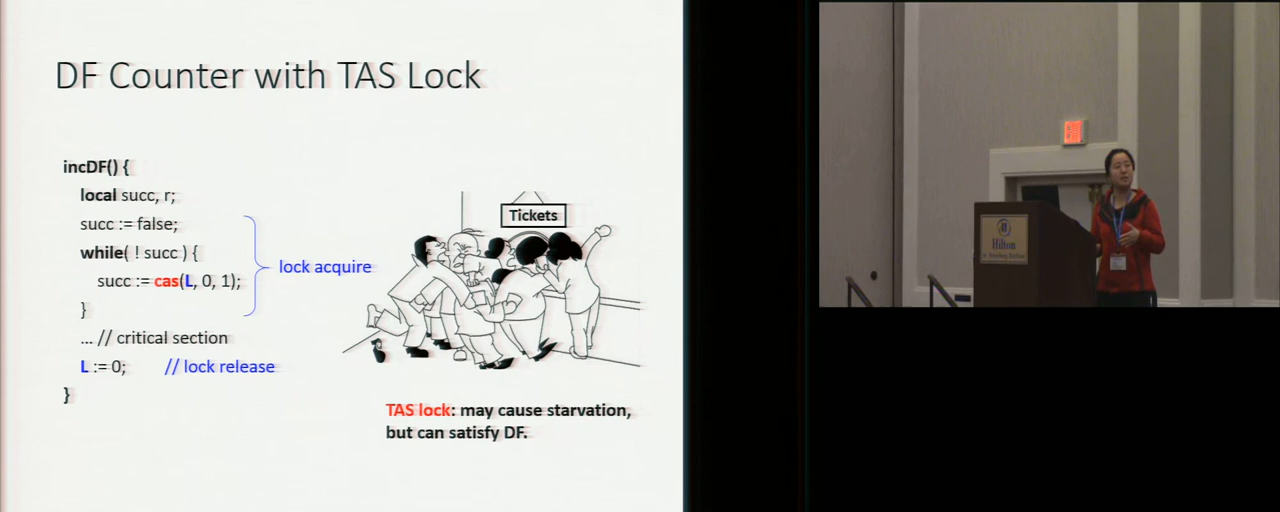 DF Counter with TAS Lock
incDF() {
local succ, r;
succ := false;
while( ! succ ) {
succ := cas(L, 0, 1);
}
lock acquire
... // critical section
L := 0; // lock release
}
Tickets
TAS lock: may cause starvation,
but can satisfy DF.
Hilton